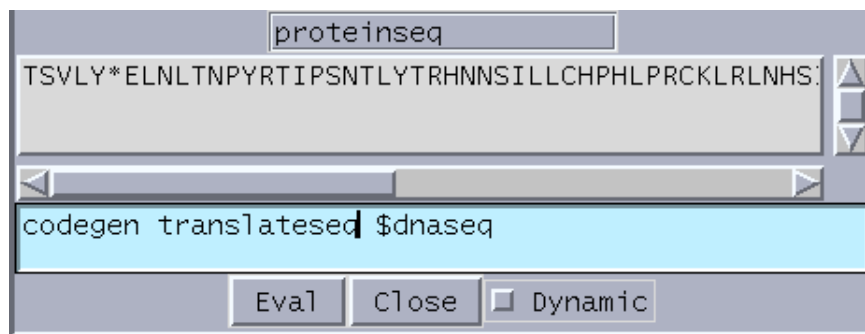 proteinseq
TSVLY*ELNLTNPYRTIPSNTLYTRHNNSILLCHPHLPRCKLRLNHS
codegen translateseq $dnaseq
Eval Close Dynamic